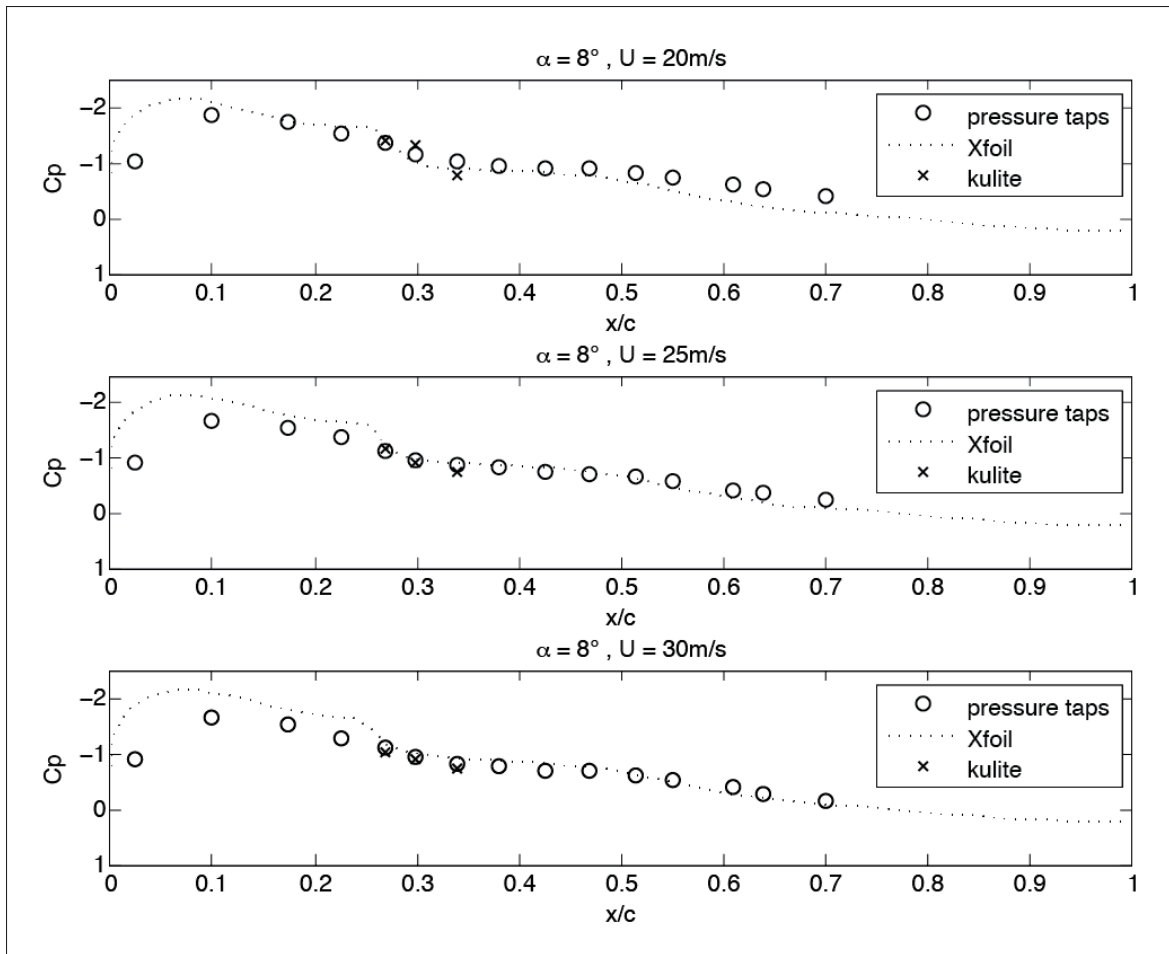 α = 8° , U = 20m/s
−2
−1
0
1
Cp
pressure taps
Xfoil
kulite
0 0.1 0.2 0.3 0.4 0.5 0.6 0.7 0.8 0.9 1
x/c
α = 8° , U = 25m/s
−2
−1
0
1
Cp
pressure taps
Xfoil
kulite
0 0.1 0.2 0.3 0.4 0.5 0.6 0.7 0.8 0.9 1
x/c
α = 8° , U = 30m/s
−2
−1
0
1
Cp
pressure taps
Xfoil
kulite
0 0.1 0.2 0.3 0.4 0.5 0.6 0.7 0.8 0.9 1
x/c